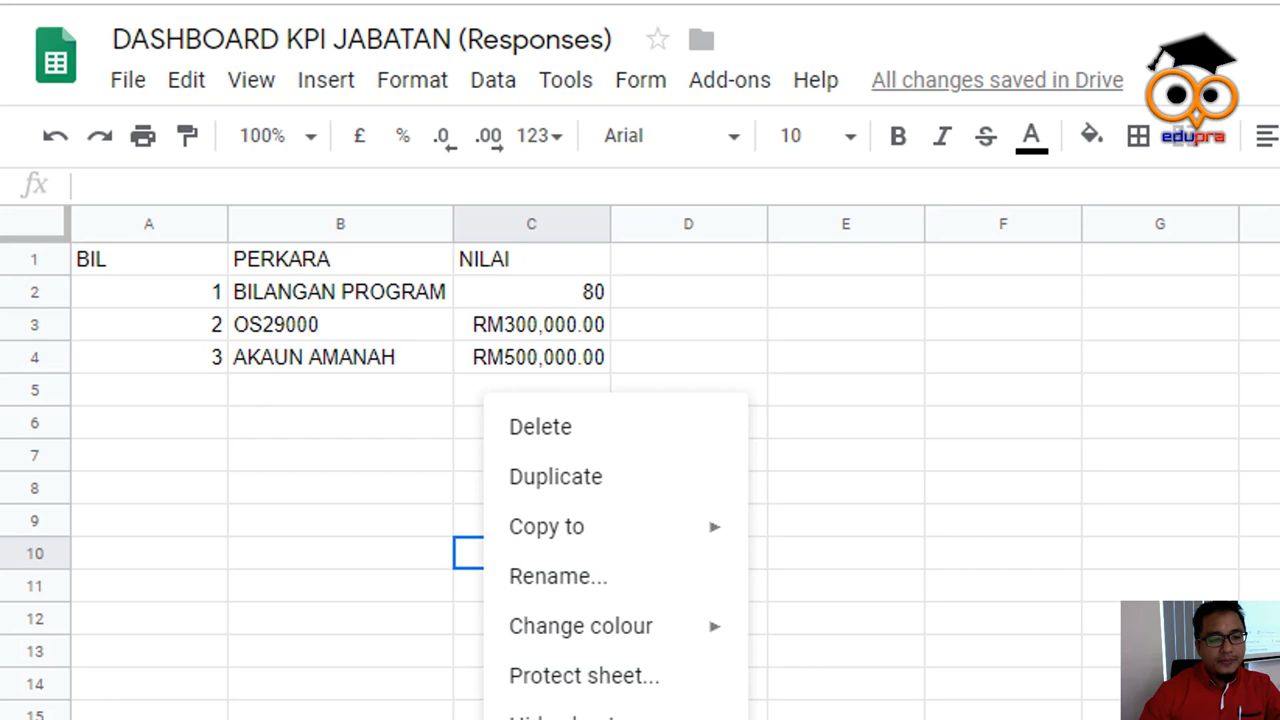 DASHBOARD KPI JABATAN (Responses)
File Edit View Insert Format Data Tools Form Add-ons Help All changes saved in Drive
edupra
100% £ % .0 .00 123 Arial 10 B I S A
fx
A B C D E F G
1 BIL PERKARA NILAI
2 1 BILANGAN PROGRAM 80
3 2 OS29000 RM300,000.00
4 3 AKAUN AMANAH RM500,000.00
5
6
7
8
9
10
11
12
13
14
15
Delete
Duplicate
Copy to
Rename...
Change colour
Protect sheet...